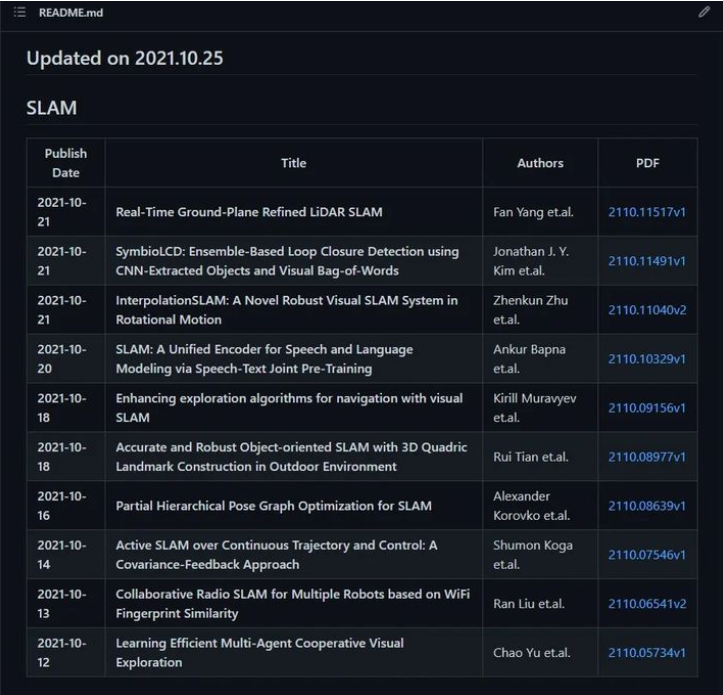 README.md
Updated on 2021.10.25
SLAM
Publish
Date
Title
Authors
PDF
2021-10-
21
Real-Time Ground-Plane Refined LiDAR SLAM
Fan Yang et.al.
2110.11517v1
2021-10-
21
SymbioLCD: Ensemble-Based Loop Closure Detection using
CNN-Extracted Objects and Visual Bag-of-Words
Jonathan J. Y.
Kim et.al.
2110.11491v1
2021-10-
21
InterpolationSLAM: A Novel Robust Visual SLAM System in
Rotational Motion
Zhenkun Zhu
et.al.
2110.11040v2
2021-10-
20
SLAM: A Unified Encoder for Speech and Language
Modeling via Speech-Text Joint Pre-Training
Ankur Bapna
et.al.
2110.10329v1
2021-10-
18
Enhancing exploration algorithms for navigation with visual
SLAM
Kirill Muravyev
et.al.
2110.09156v1
2021-10-
18
Accurate and Robust Object-oriented SLAM with 3D Quadric
Landmark Construction in Outdoor Environment
Rui Tian et.al.
2110.08977v1
2021-10-
16
Partial Hierarchical Pose Graph Optimization for SLAM
Alexander
Korovko et.al.
2110.08639v1
2021-10-
14
Active SLAM over Continuous Trajectory and Control: A
Covariance-Feedback Approach
Shumon Koga
et.al.
2110.07546v1
2021-10-
13
Collaborative Radio SLAM for Multiple Robots based on WiFi
Fingerprint Similarity
Ran Liu et.al.
2110.06541v2
2021-10-
12
Learning Efficient Multi-Agent Cooperative Visual
Exploration
Chao Yu et.al.
2110.05734v1